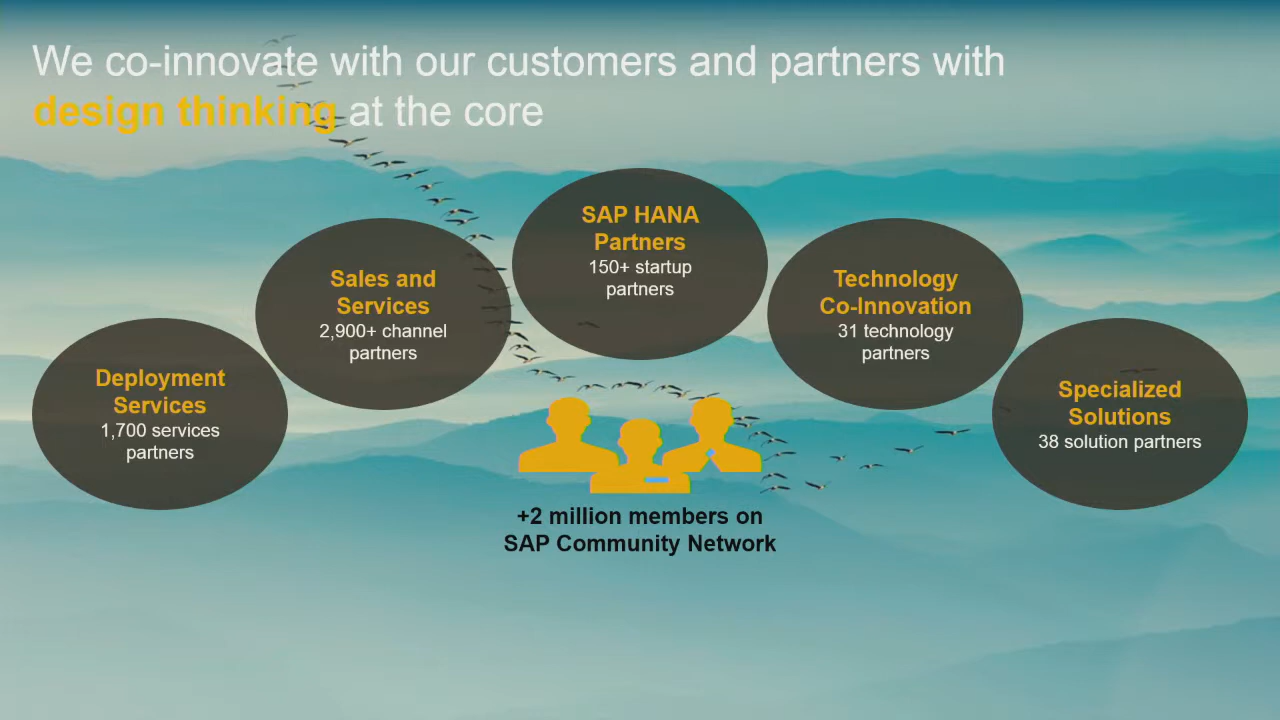 We co-innovate with our customers and partners with
design thinking at the core
Deployment
Services
1,700 services
partners
Sales and
Services
2,900+ channel
partners
SAP HANA
Partners
150+ startup
partners
Technology
Co-Innovation
31 technology
partners
Specialized
Solutions
38 solution partners
+2 million members on
SAP Community Network